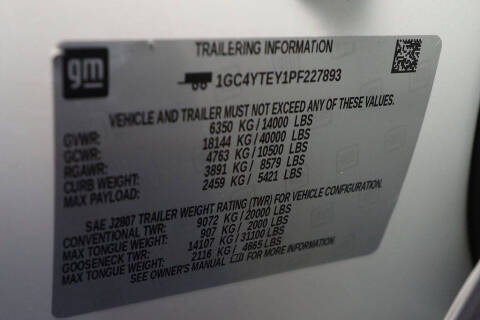 gm
TRAILERING INFORMATION
1GC4YTEY1PF227893
VEHICLE AND TRAILER MUST NOT EXCEED ANY OF THESE VALUES.
GVWR: 6350 KG / 14000 LBS
GCWR: 18144 KG / 40000 LBS
RGAWR: 4763 KG / 10500 LBS
CURB WEIGHT: 3891 KG / 8579 LBS
MAX PAYLOAD: 2459 KG / 5421 LBS
SAE J2807 TRAILER WEIGHT RATING (TWR) FOR VEHICLE CONFIGURATION.
CONVENTIONAL TWR: 9072 KG / 20000 LBS
MAX TONGUE WEIGHT: 907 KG / 2000 LBS
GOOSENECK TWR: 14107 KG / 31100 LBS
MAX TONGUE WEIGHT: 2116 KG / 4665 LBS
SEE OWNER'S MANUAL FOR MORE INFORMATION